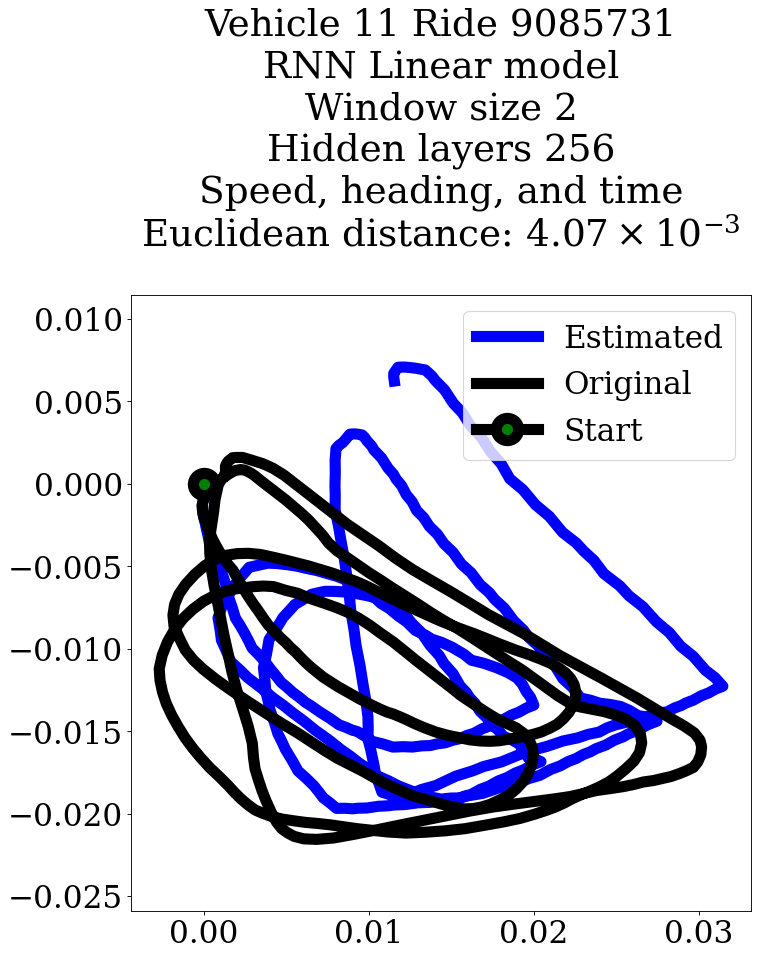 Vehicle 11 Ride 9085731
RNN Linear model
Window size 2
Hidden layers 256
Speed, heading, and time
Euclidean distance: 4.07 × 10⁻³
Estimated
Original
Start
0.010
0.005
0.000
−0.005
−0.010
−0.015
−0.020
−0.025
0.00 0.01 0.02 0.03